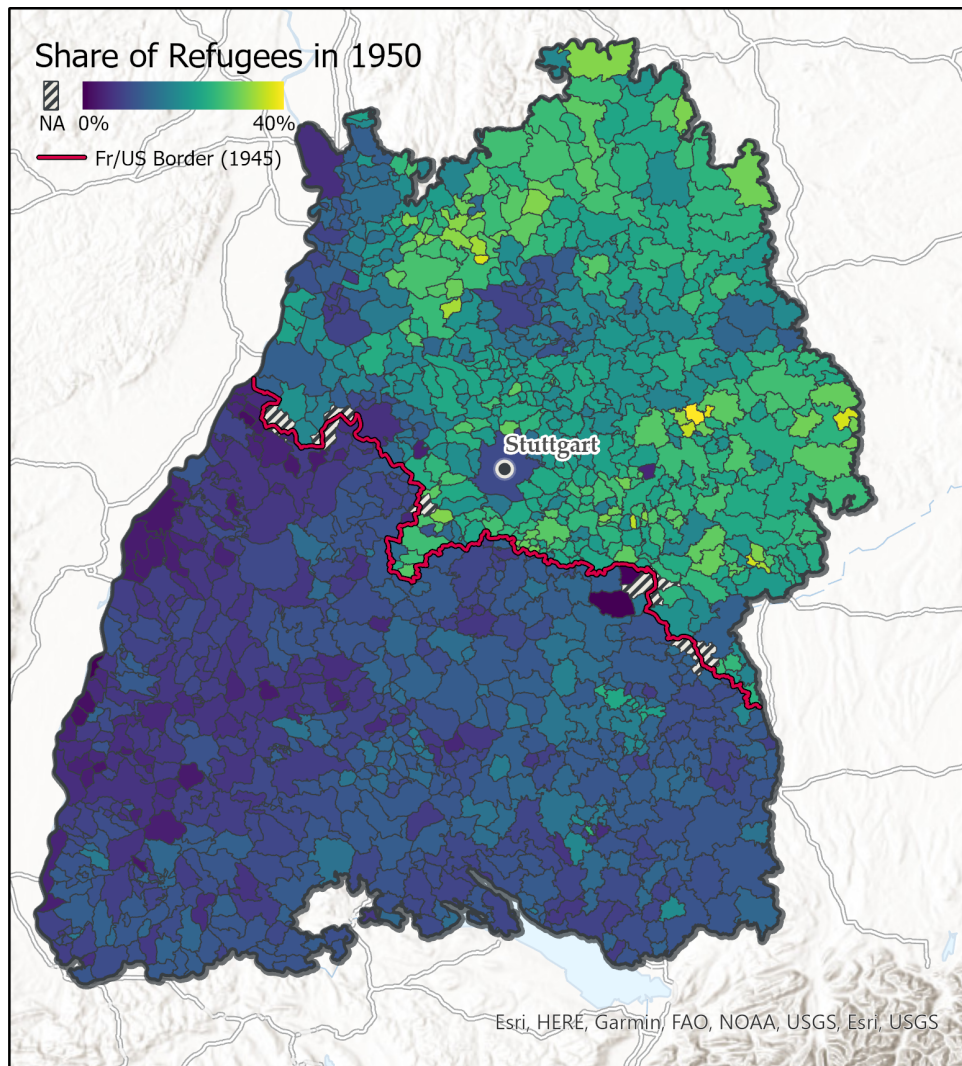 Share of Refugees in 1950
NA 0% 40%
Fr/US Border (1945)
Stuttgart
Esri, HERE, Garmin, FAO, NOAA, USGS, Esri, USGS